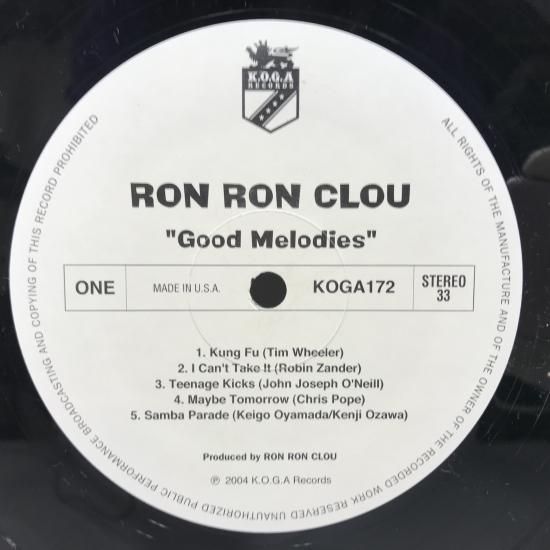 K.O.G.A
RECORDS
RON RON CLOU
"Good Melodies"
ONE
MADE IN U.S.A.
KOGA172
STEREO
33
1. Kung Fu (Tim Wheeler)
2. I Can't Take It (Robin Zander)
3. Teenage Kicks (John Joseph O'Neill)
4. Maybe Tomorrow (Chris Pope)
5. Samba Parade (Keigo Oyamada/Kenji Ozawa)
Produced by RON RON CLOU
℗ 2004 K.O.G.A Records
ALL RIGHTS OF THE MANUFACTURE AND OF THE OWNER OF THE RECORDED WORK RESERVED UNAUTHORIZED PUBLIC PERFORMANCE BROADCASTING AND COPYING OF THIS RECORD PROHIBITED